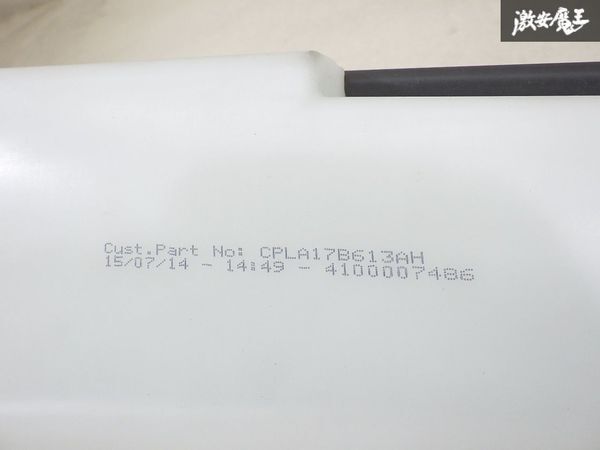 激安魔王
Cust.Part No: CPLA17B613AH
15/07/14 - 14:49 - 4100007486